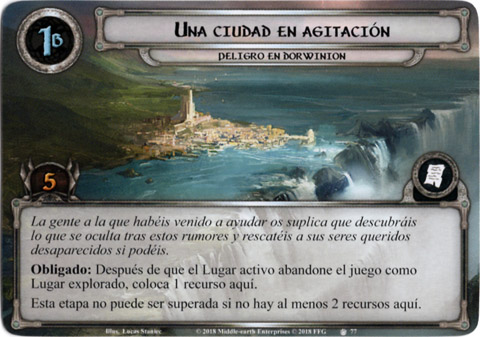 1B
UNA CIUDAD EN AGITACIÓN
PELIGRO EN DORWINION
5
La gente a la que habéis venido a ayudar os suplica que descubráis
lo que se oculta tras estos rumores y rescatéis a sus seres queridos
desaparecidos si podéis.
Obligado: Después de que el Lugar activo abandone el juego como
Lugar explorado, coloca 1 recurso aquí.
Esta etapa no puede ser superada si no hay al menos 2 recursos aquí.
Illus. Lucas Staniec © 2018 Middle-earth Enterprises © 2018 FFG 77